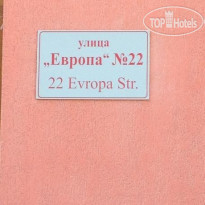 TOP Hotels
улица
„Европа“ №22
22 Evropa Str.